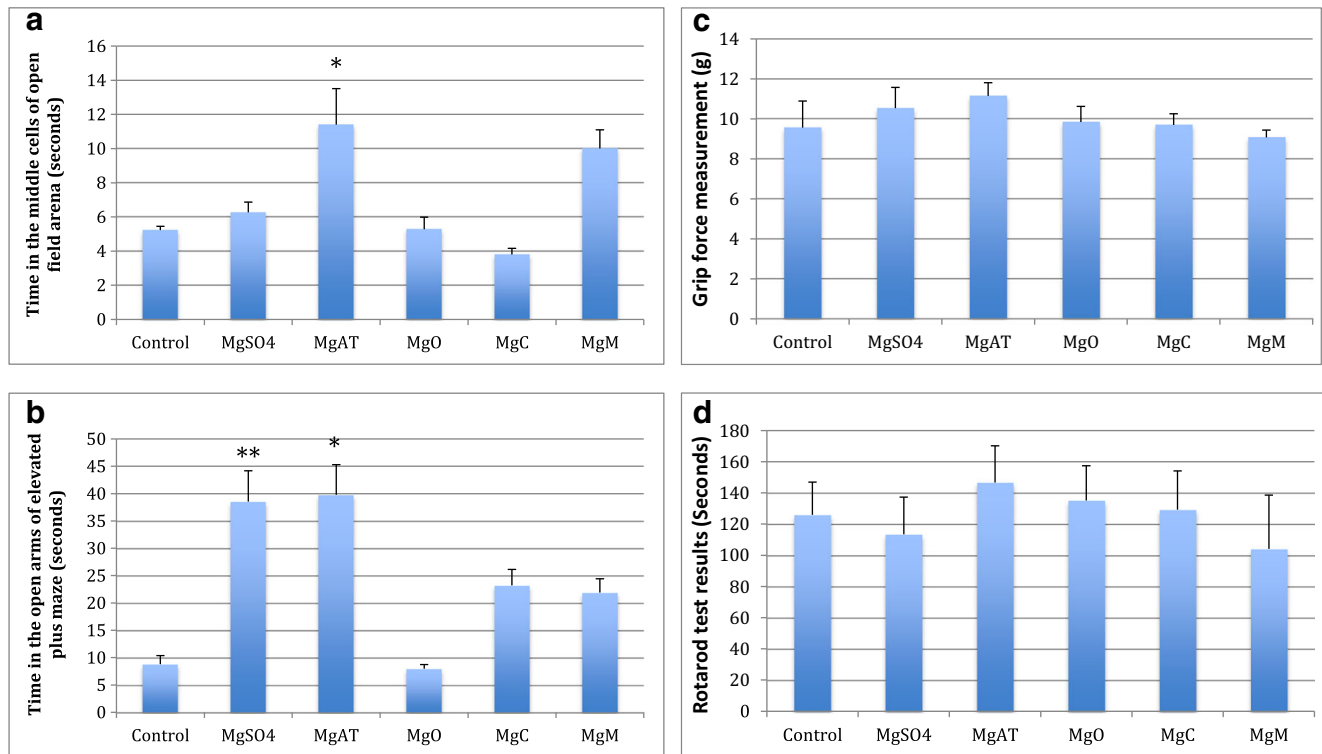 a
Time in the middle cells of open
field arena (seconds)
16
14
12
10
8
6
4
2
0
*
Control MgSO4 MgAT MgO MgC MgM
b
Time in the open arms of elevated
plus maze (seconds)
50
45
40
35
30
25
20
15
10
5
0
** *
Control MgSO4 MgAT MgO MgC MgM
c
Grip force measurement (g)
14
12
10
8
6
4
2
0
Control MgSO4 MgAT MgO MgC MgM
d
Rotarod test results (Seconds)
180
160
140
120
100
80
60
40
20
0
Control MgSO4 MgAT MgO MgC MgM